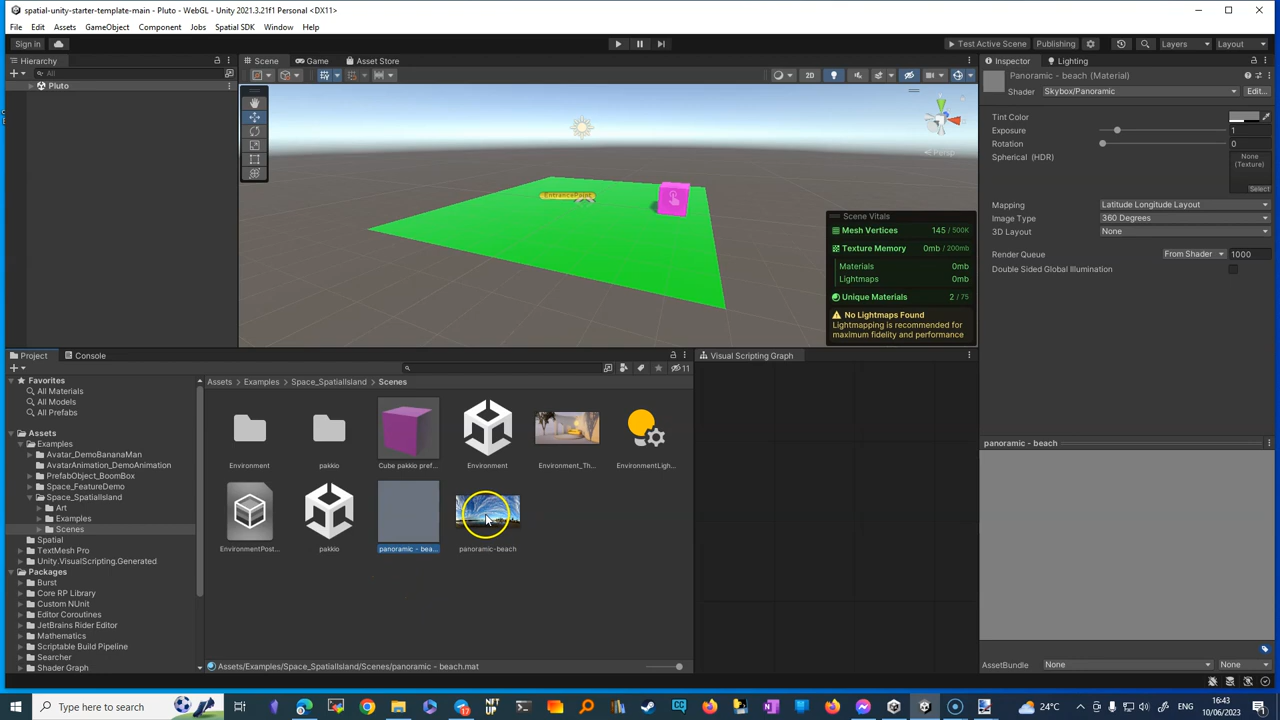 spatial-unity-starter-template-main - Pluto - WebGL - Unity 2021.3.21f1 Personal <DX11>
File Edit Assets GameObject Component Jobs Spatial SDK Window Help
Sign in Test Active Scene Publishing Layers Layout
Hierarchy
All
Pluto
Scene Game Asset Store
2D
Persp
EntrancePoint
Scene Vitals
Mesh Vertices 145 / 500K
Texture Memory 0mb / 200mb
Materials 0mb
Lightmaps 0mb
Unique Materials 2 / 75
No Lightmaps Found
Lightmapping is recommended for
maximum fidelity and performance
Inspector Lighting
Panoramic - beach (Material)
Shader Skybox/Panoramic Edit...
Tint Color
Exposure 1
Rotation 0
Spherical (HDR)
None
(Texture)
Select
Mapping Latitude Longitude Layout
Image Type 360 Degrees
3D Layout None
Render Queue From Shader 1000
Double Sided Global Illumination
Project Console
11
Favorites
All Materials
All Models
All Prefabs
Assets
Examples
Avatar_DemoBananaMan
AvatarAnimation_DemoAnimation
PrefabObject_BoomBox
Space_FeatureDemo
Space_SpatialIsland
Art
Examples
Scenes
Spatial
TextMesh Pro
Unity.VisualScripting.Generated
Packages
Burst
Core RP Library
Custom NUnit
Editor Coroutines
JetBrains Rider Editor
Mathematics
Scriptable Build Pipeline
Searcher
Shader Graph
Assets > Examples > Space_SpatialIsland > Scenes
Environment pakkio Cube pakkio pref... Environment Environment_Th... EnvironmentLigh...
EnvironmentPost... pakkio panoramic - bea... panoramic-beach
Assets/Examples/Space_SpatialIsland/Scenes/panoramic - beach.mat
Visual Scripting Graph
panoramic - beach
AssetBundle None None
Type here to search
24°C
16:43
10/06/2023